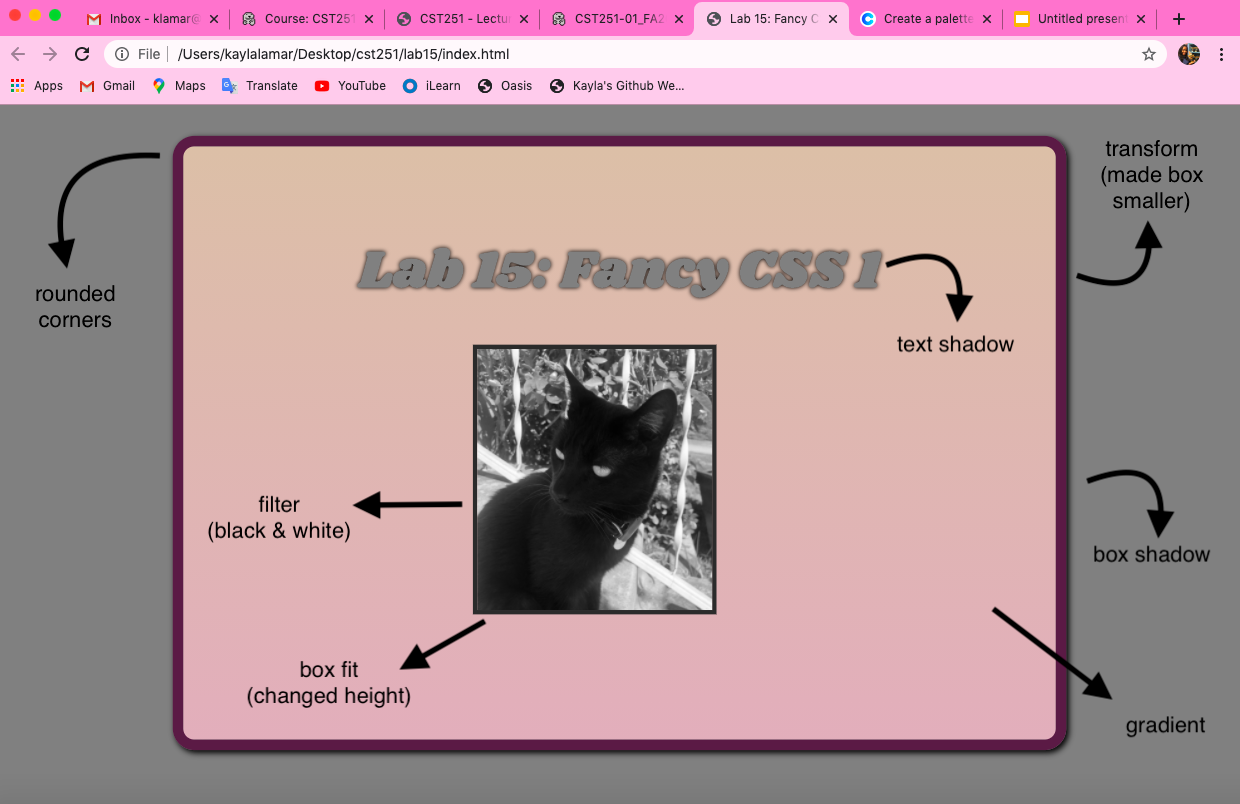 Inbox - klamar@
Course: CST251
CST251 - Lectu
CST251-01_FA2
Lab 15: Fancy C
Create a palette
Untitled present
File
/Users/kaylalamar/Desktop/cst251/lab15/index.html
Apps
Gmail
Maps
Translate
YouTube
iLearn
Oasis
Kayla's Github We...
transform
(made box
smaller)
Lab 15: Fancy CSS 1
rounded
corners
text shadow
filter
(black & white)
box shadow
box fit
(changed height)
gradient